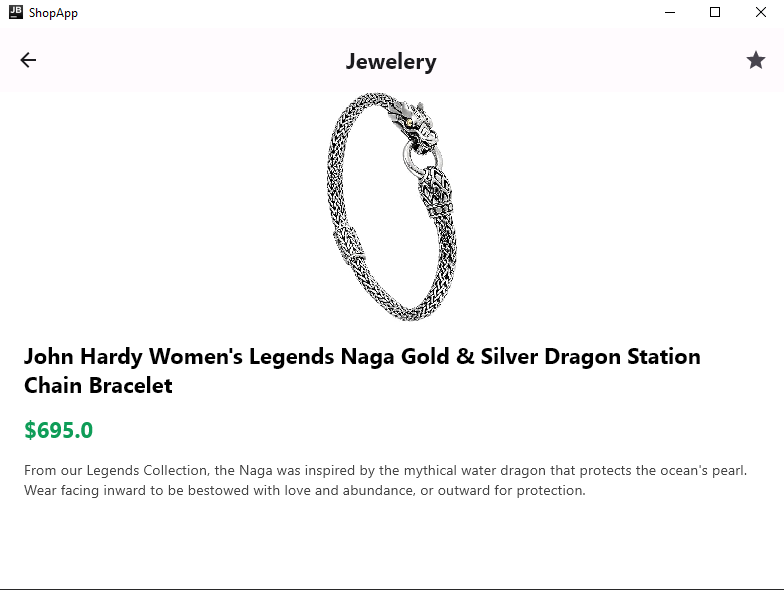 JB
ShopApp
Jewelery
John Hardy Women's Legends Naga Gold & Silver Dragon Station
Chain Bracelet
$695.0
From our Legends Collection, the Naga was inspired by the mythical water dragon that protects the ocean's pearl.
Wear facing inward to be bestowed with love and abundance, or outward for protection.